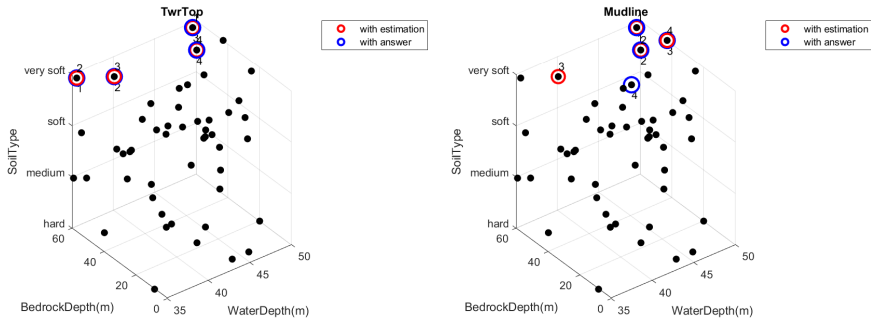 TwrTop
with estimation
with answer
2
1
3
2
1
3
4
4
very soft
soft
medium
hard
SoilType
60
40
20
0
BedrockDepth(m)
35
40
45
50
WaterDepth(m)
Mudline
with estimation
with answer
3
1
2
2
4
3
4
very soft
soft
medium
hard
SoilType
60
40
20
0
BedrockDepth(m)
35
40
45
50
WaterDepth(m)